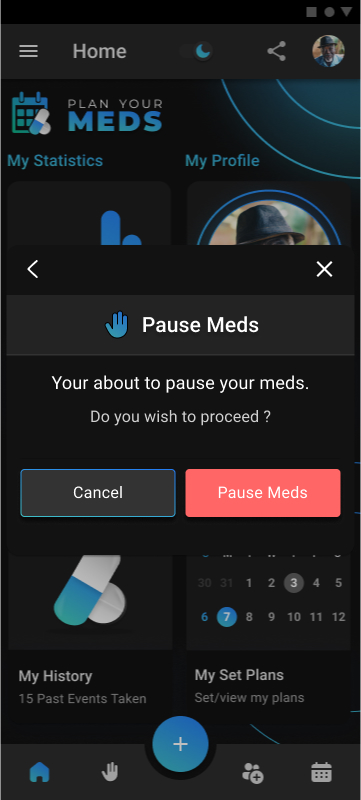 Home
PLAN YOUR
MEDS
My Statistics
My Profile
Pause Meds
Your about to pause your meds.
Do you wish to proceed ?
Cancel
Pause Meds
30 31 1 2 3 4 5
6 7 8 9 10 11 12
My History
15 Past Events Taken
My Set Plans
Set/view my plans